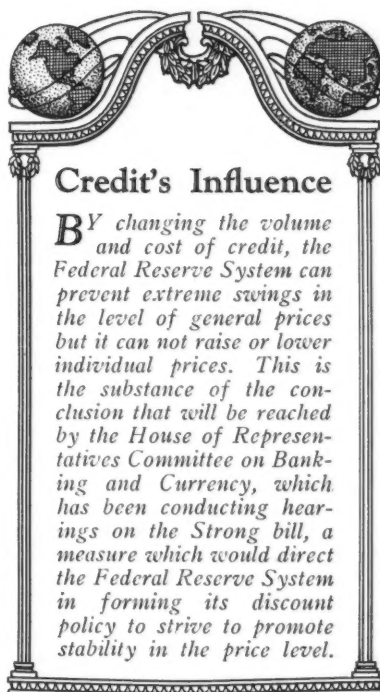 Credit's Influence
BY changing the volume
and cost of credit, the
Federal Reserve System can
prevent extreme swings in
the level of general prices
but it can not raise or lower
individual prices. This is
the substance of the con-
clusion that will be reached
by the House of Represen-
tatives Committee on Bank-
ing and Currency, which
has been conducting hear-
ings on the Strong bill, a
measure which would direct
the Federal Reserve System
in forming its discount
policy to strive to promote
stability in the price level.